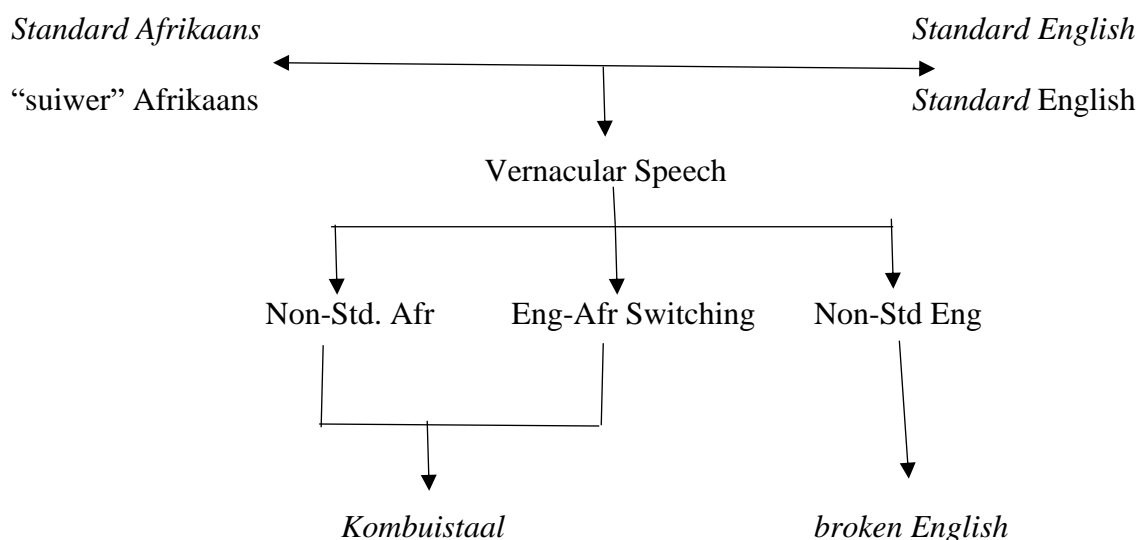 Standard Afrikaans Standard English
“suiwer” Afrikaans Standard English
Vernacular Speech
Non-Std. Afr Eng-Afr Switching Non-Std Eng
Kombuistaal broken English